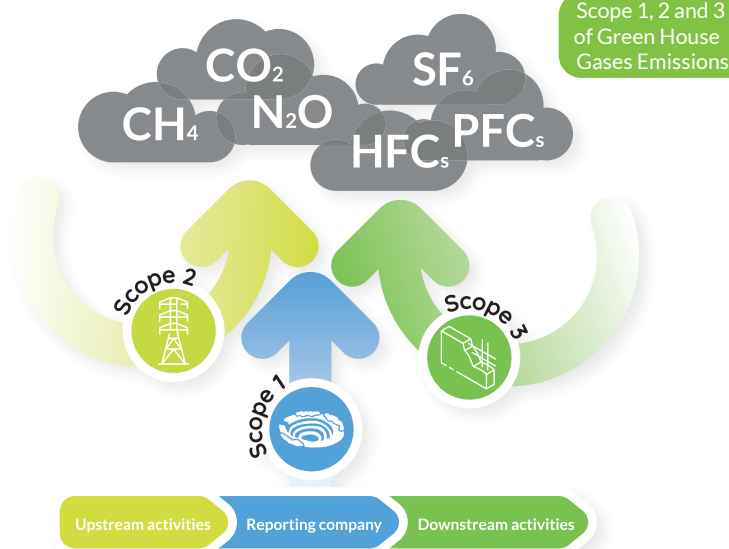 Scope 1, 2 and 3
of Green House
Gases Emissions
CO2
SF6
CH4
N2O
HFCs
PFCs
Scope 2
Scope 3
Scope 1
Upstream activities
Reporting company
Downstream activities